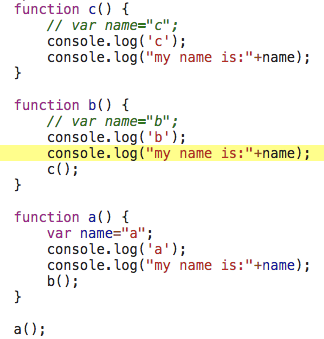 function c() {
    // var name="c";
    console.log('c');
    console.log("my name is:"+name);
}

function b() {
    // var name="b";
    console.log('b');
    console.log("my name is:"+name);
    c();
}

function a() {
    var name="a";
    console.log('a');
    console.log("my name is:"+name);
    b();
}

a();